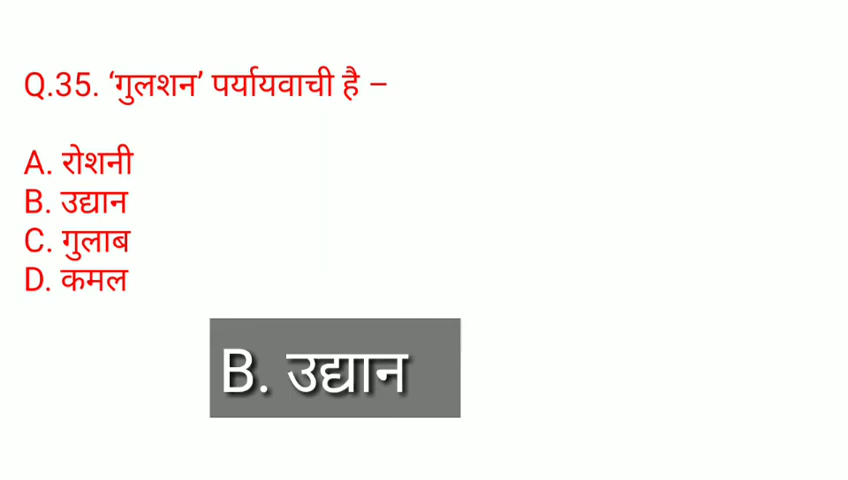 Q.35. ‘गुलशन’ पर्यायवाची है –
A. रोशनी
B. उद्यान
C. गुलाब
D. कमल
B. उद्यान